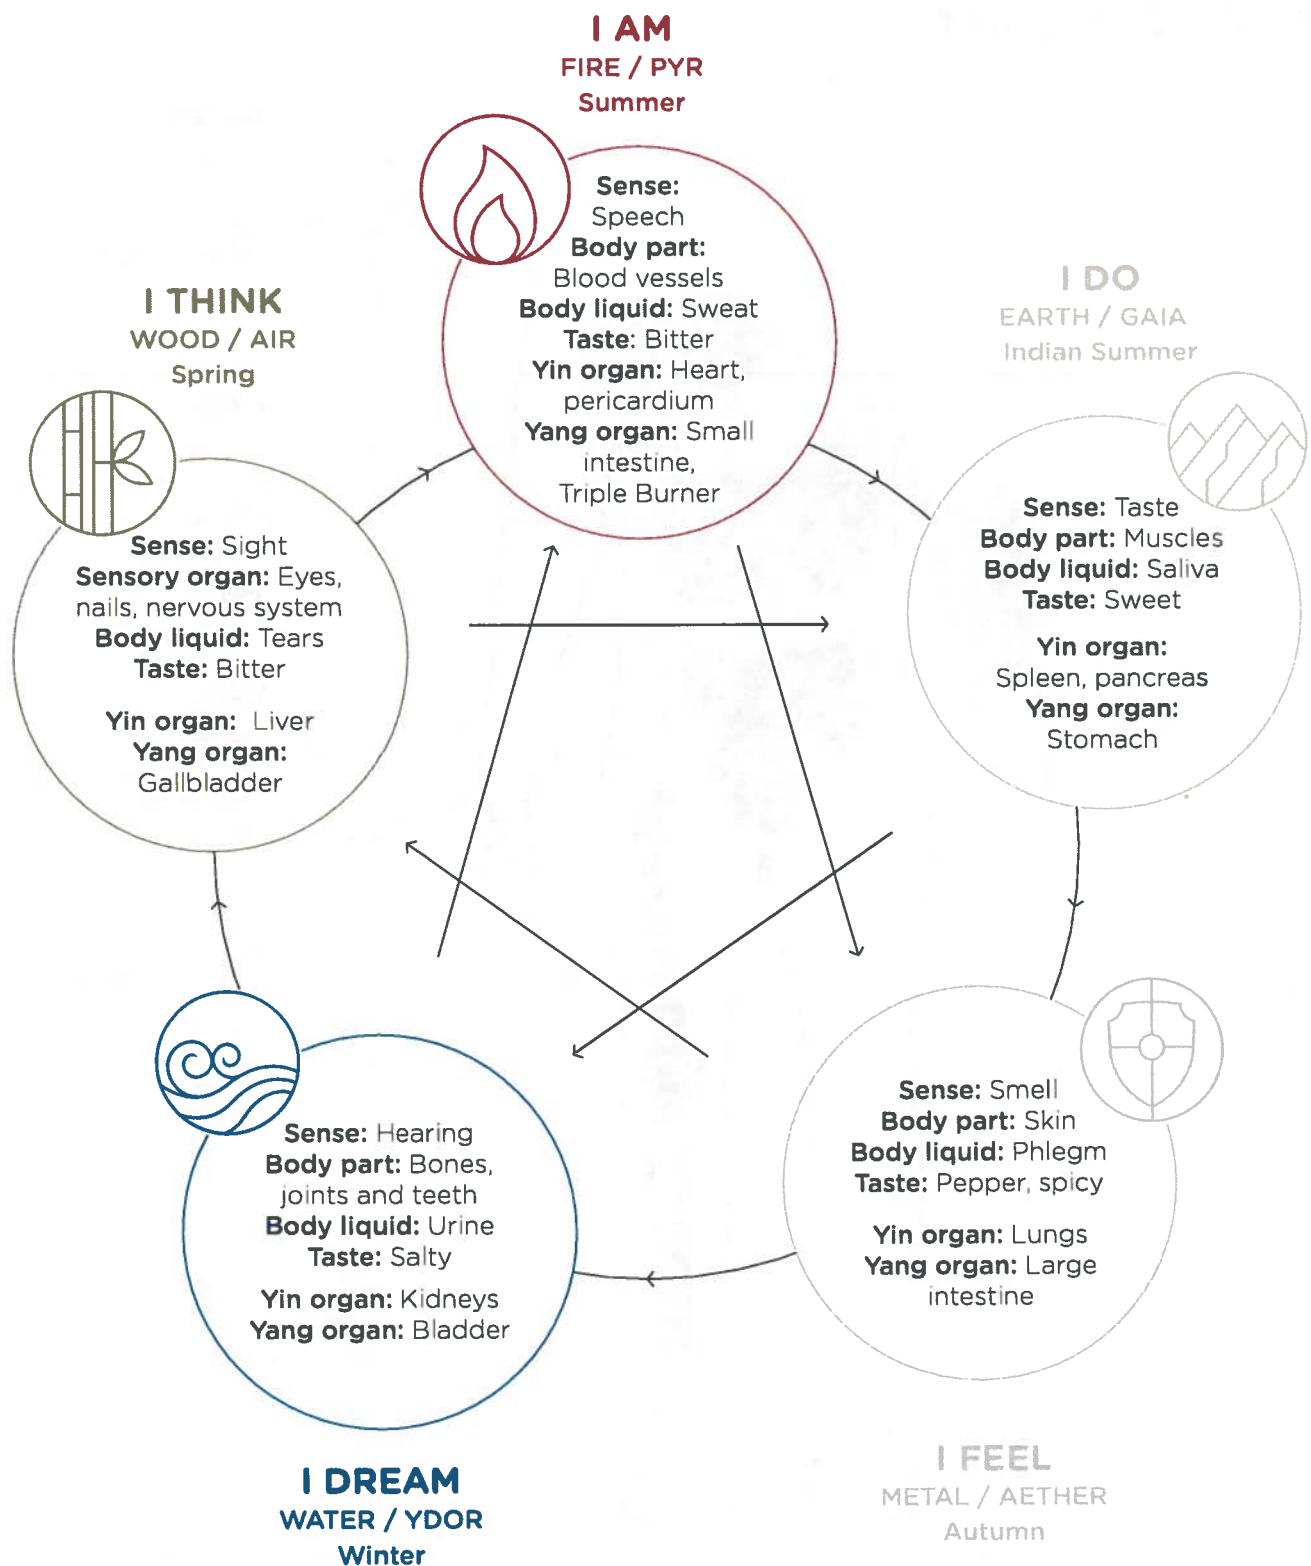 I AM
FIRE / PYR
Summer
Sense:
Speech
Body part:
Blood vessels
Body liquid: Sweat
Taste: Bitter
Yin organ: Heart,
pericardium
Yang organ: Small
intestine,
Triple Burner
I DO
EARTH / GAIA
Indian Summer
Sense: Taste
Body part: Muscles
Body liquid: Saliva
Taste: Sweet
Yin organ:
Spleen, pancreas
Yang organ:
Stomach
I FEEL
METAL / AETHER
Autumn
Sense: Smell
Body part: Skin
Body liquid: Phlegm
Taste: Pepper, spicy
Yin organ: Lungs
Yang organ: Large
intestine
I DREAM
WATER / YDOR
Winter
Sense: Hearing
Body part: Bones,
joints and teeth
Body liquid: Urine
Taste: Salty
Yin organ: Kidneys
Yang organ: Bladder
I THINK
WOOD / AIR
Spring
Sense: Sight
Sensory organ: Eyes,
nails, nervous system
Body liquid: Tears
Taste: Bitter
Yin organ: Liver
Yang organ:
Gallbladder